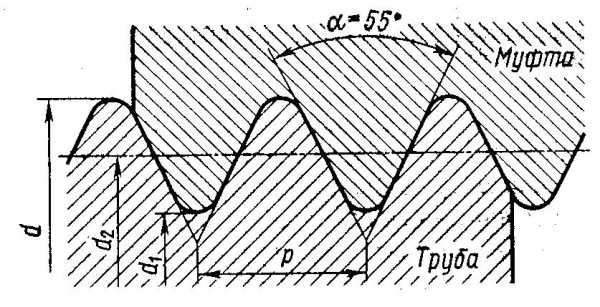 α=55°
Муфта
d
d₂
d₁
р
Труба